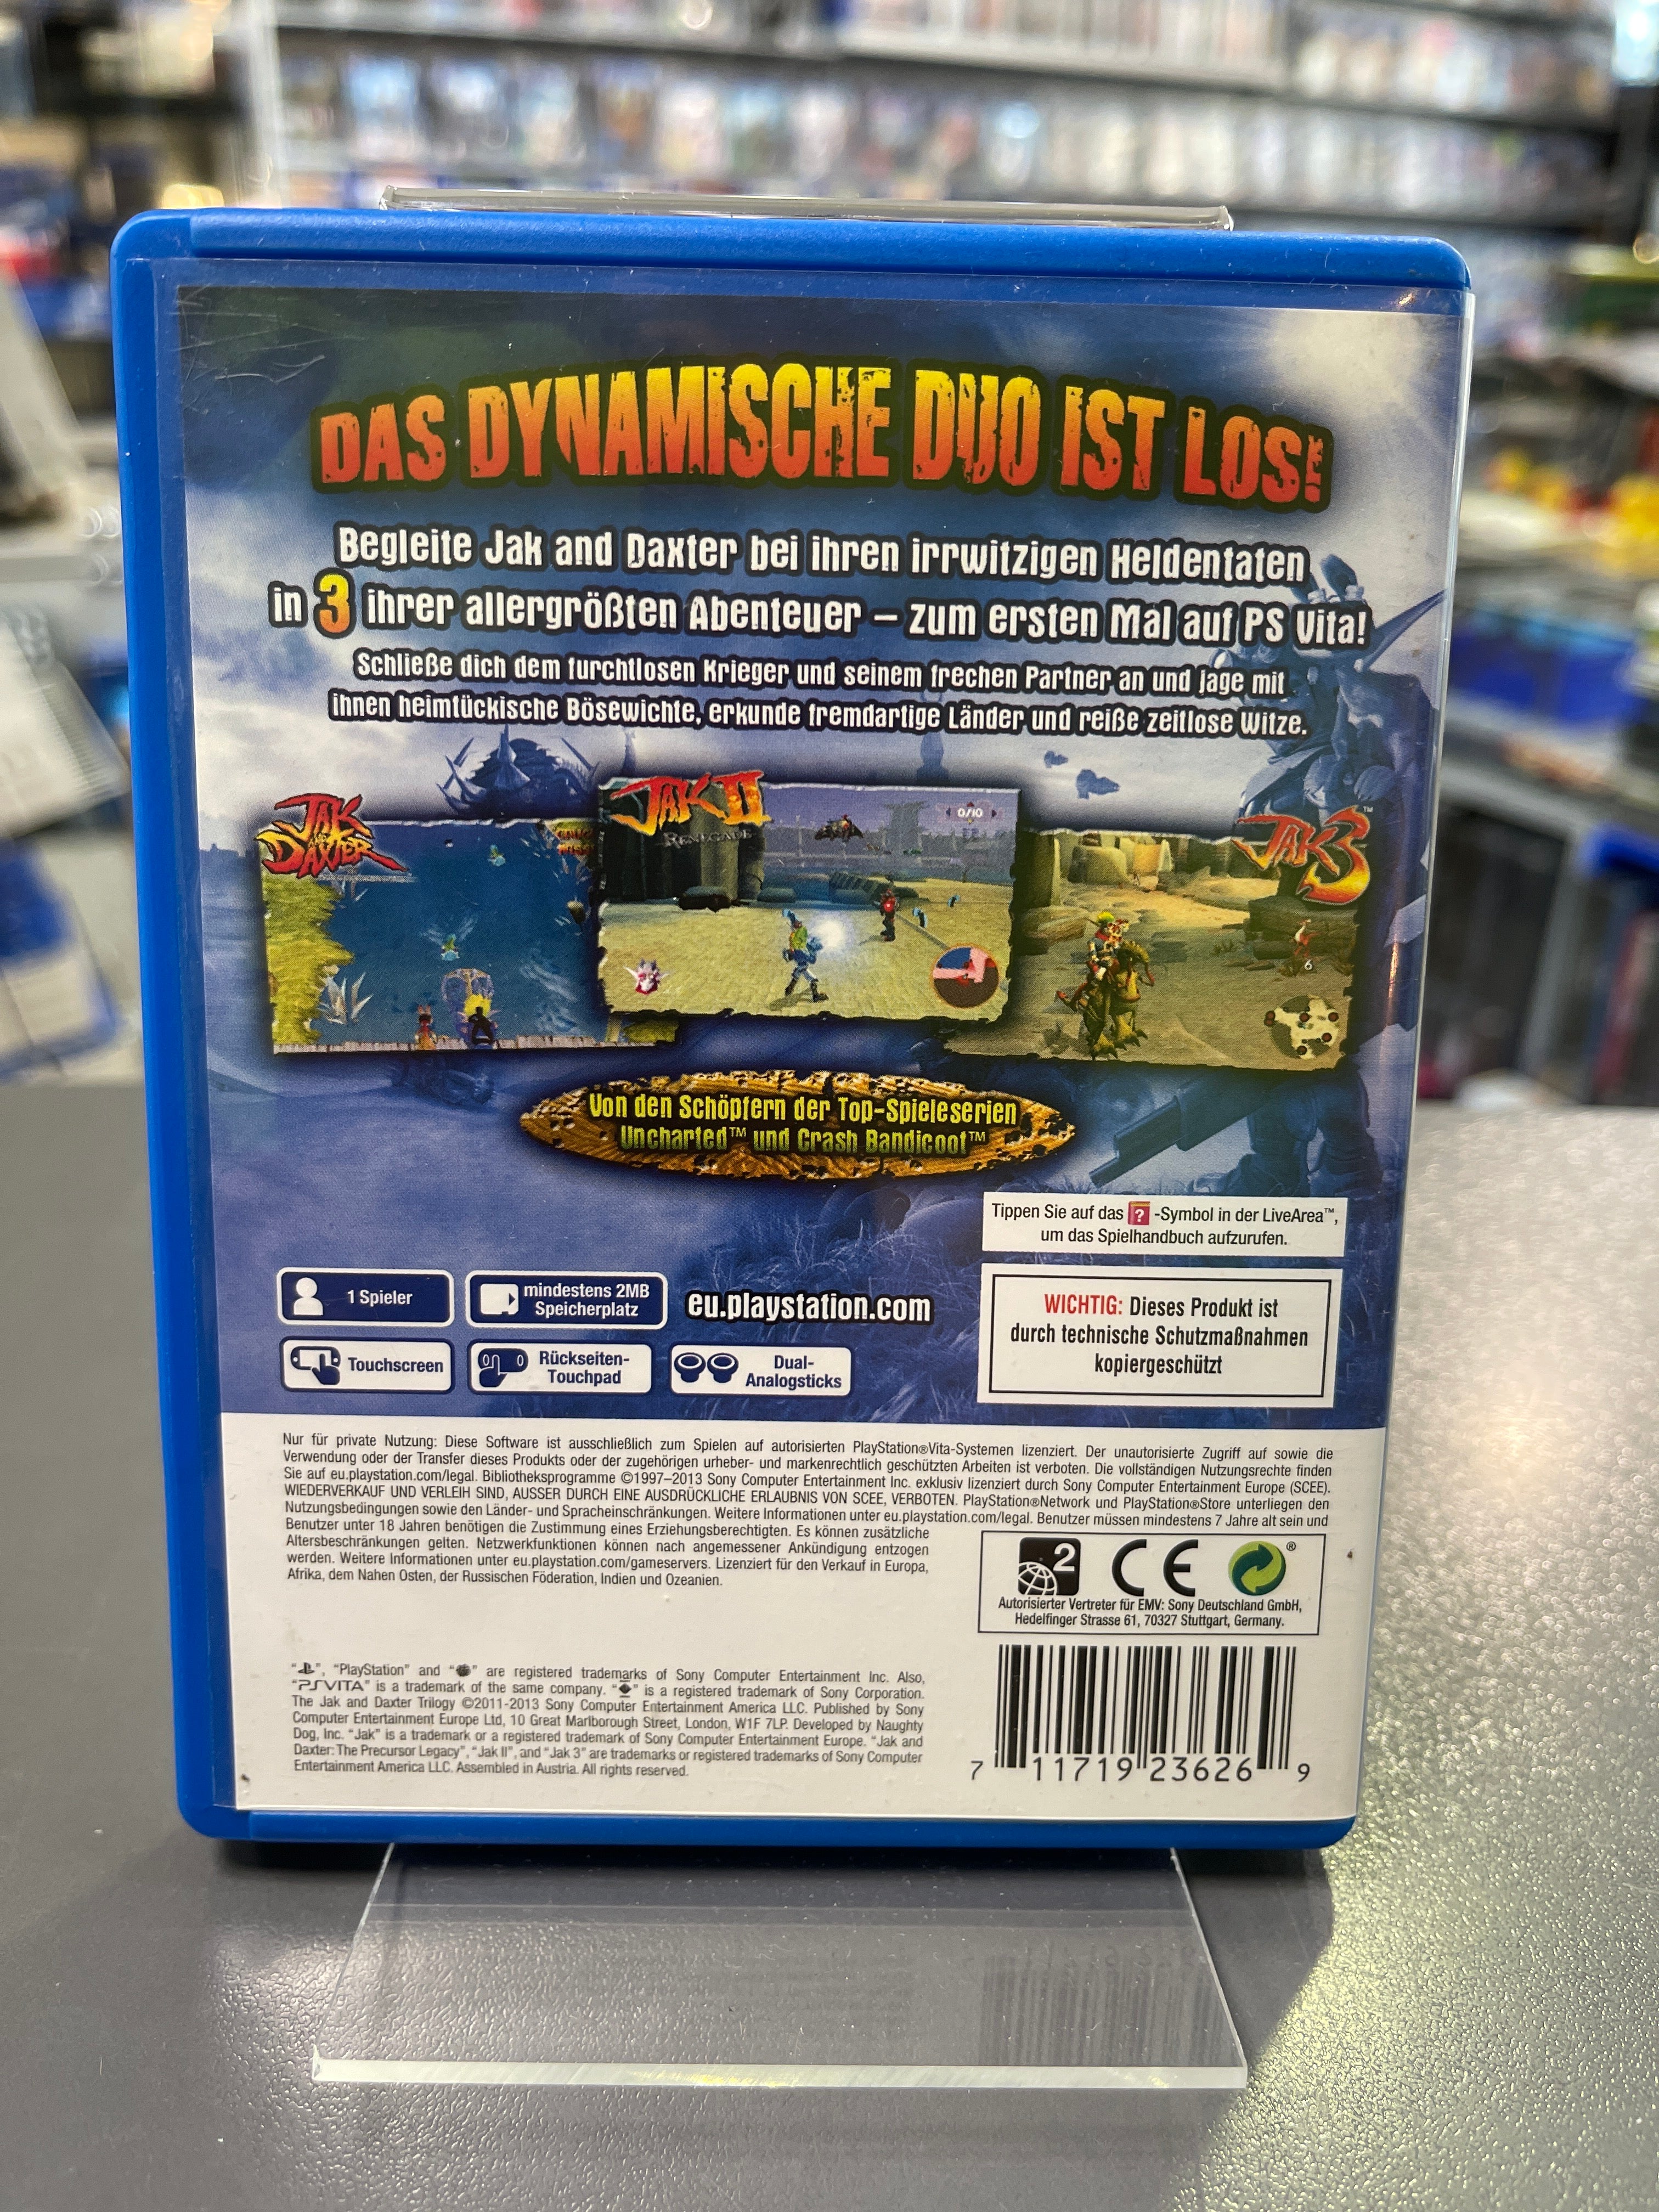 DAS DYNAMISCHE DUO IST LOS!
Begleite Jak and Daxter bei ihren irrwitzigen Heldentaten
in 3 ihrer allergrößten Abenteuer – zum ersten Mal auf PS Vita!
Schließe dich dem furchtlosen Krieger und seinem frechen Partner an und jage mit
ihnen heimtückische Bösewichte, erkunde fremdartige Länder und reiße zeitlose Witze.
JAK AND DAXTER
JAK II
RENEGADE
0/10
JAK 3™
6
Von den Schöpfern der Top-Spieleserien
Uncharted™ und Crash Bandicoot™
Tippen Sie auf das ? -Symbol in der LiveArea™,
um das Spielhandbuch aufzurufen.
1 Spieler
mindestens 2MB
Speicherplatz
eu.playstation.com
Touchscreen
Rückseiten-
Touchpad
Dual-
Analogsticks
WICHTIG: Dieses Produkt ist
durch technische Schutzmaßnahmen
kopiergeschützt
Nur für private Nutzung: Diese Software ist ausschließlich zum Spielen auf autorisierten PlayStation®Vita-Systemen lizenziert. Der unautorisierte Zugriff auf sowie die
Verwendung oder der Transfer dieses Produkts oder der zugehörigen urheber- und markenrechtlich geschützten Arbeiten ist verboten. Die vollständigen Nutzungsrechte finden
Sie auf eu.playstation.com/legal. Bibliotheksprogramme ©1997–2013 Sony Computer Entertainment Inc. exklusiv lizenziert durch Sony Computer Entertainment Europe (SCEE).
WIEDERVERKAUF UND VERLEIH SIND, AUSSER DURCH EINE AUSDRÜCKLICHE ERLAUBNIS VON SCEE, VERBOTEN. PlayStation®Network und PlayStation®Store unterliegen den
Nutzungsbedingungen sowie den Länder- und Spracheinschränkungen. Weitere Informationen unter eu.playstation.com/legal. Benutzer müssen mindestens 7 Jahre alt sein und
Benutzer unter 18 Jahren benötigen die Zustimmung eines Erziehungsberechtigten. Es können zusätzliche
Altersbeschränkungen gelten. Netzwerkfunktionen können nach angemessener Ankündigung entzogen
werden. Weitere Informationen unter eu.playstation.com/gameservers. Lizenziert für den Verkauf in Europa,
Afrika, dem Nahen Osten, der Russischen Föderation, Indien und Ozeanien.
2 CE ®
Autorisierter Vertreter für EMV: Sony Deutschland GmbH,
Hedelfinger Strasse 61, 70327 Stuttgart, Germany.
“ ”, “PlayStation” and “ ” are registered trademarks of Sony Computer Entertainment Inc. Also,
“PSVITA” is a trademark of the same company. “ ” is a registered trademark of Sony Corporation.
The Jak and Daxter Trilogy ©2011-2013 Sony Computer Entertainment America LLC. Published by Sony
Computer Entertainment Europe Ltd, 10 Great Marlborough Street, London, W1F 7LP. Developed by Naughty
Dog, Inc. “Jak” is a trademark or a registered trademark of Sony Computer Entertainment Europe. “Jak and
Daxter: The Precursor Legacy”, “Jak II”, and “Jak 3” are trademarks or registered trademarks of Sony Computer
Entertainment America LLC. Assembled in Austria. All rights reserved.
7 11719 23626 9